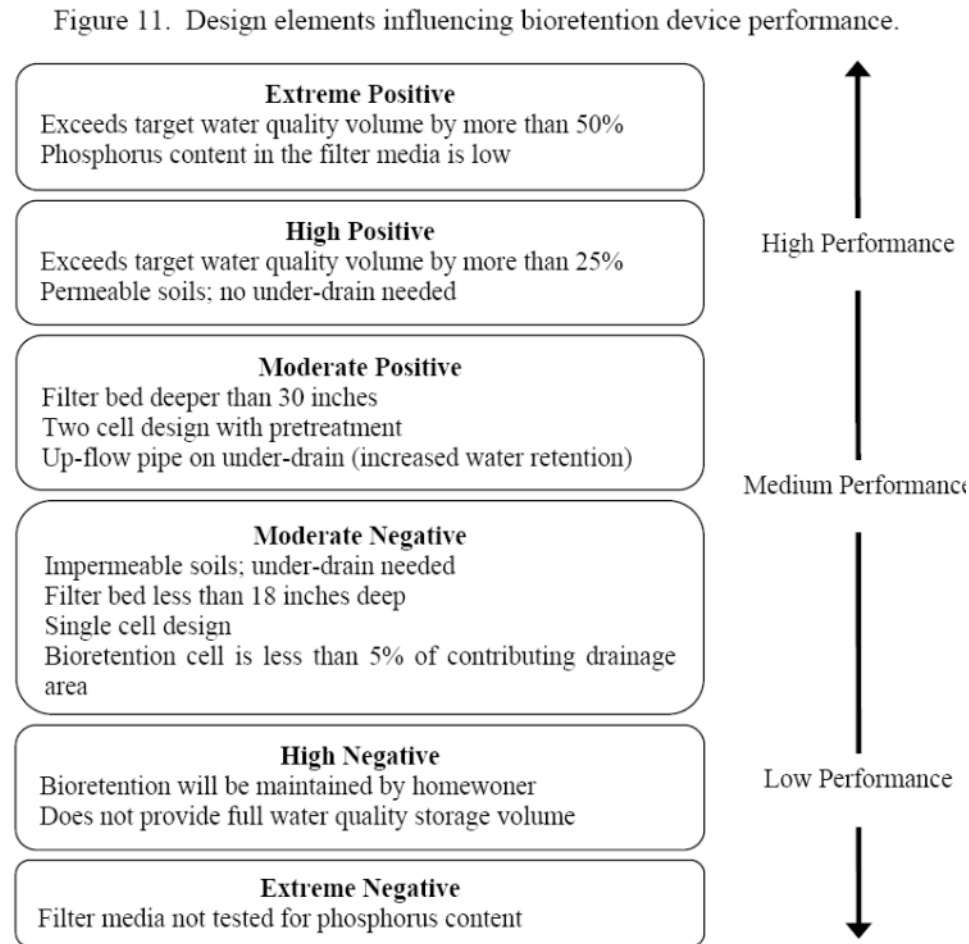 Figure 11.  Design elements influencing bioretention device performance.
Extreme Positive
Exceeds target water quality volume by more than 50%
Phosphorus content in the filter media is low
High Positive
Exceeds target water quality volume by more than 25%
Permeable soils; no under-drain needed
Moderate Positive
Filter bed deeper than 30 inches
Two cell design with pretreatment
Up-flow pipe on under-drain (increased water retention)
Moderate Negative
Impermeable soils; under-drain needed
Filter bed less than 18 inches deep
Single cell design
Bioretention cell is less than 5% of contributing drainage
area
High Negative
Bioretention will be maintained by homewoner
Does not provide full water quality storage volume
Extreme Negative
Filter media not tested for phosphorus content
High Performance
Medium Performance
Low Performance